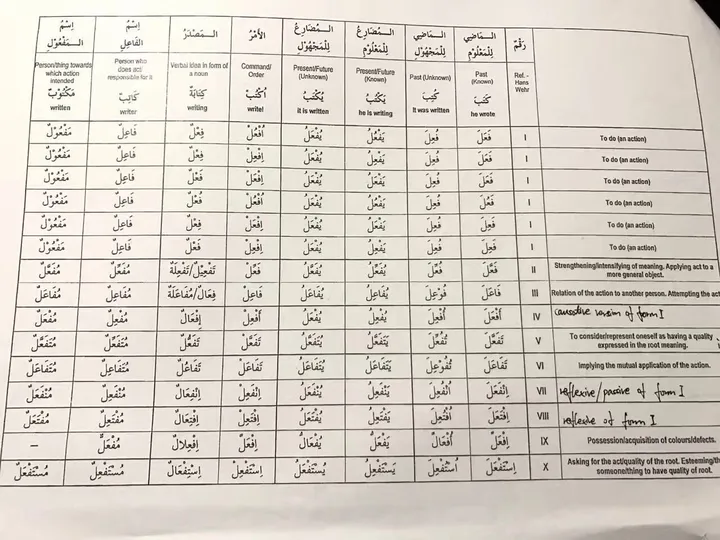 رَقْمٌ الـمَاضِي لِلْمَعْلُوْمِ الـمَاضِي لِلْمَجْهُوْلِ الـمُضَارِعُ لِلْمَعْلُوْمِ الـمُضَارِعُ لِلْمَجْهُوْلِ الأَمْرُ الـمَصْدَرُ اِسْمُ الفَاعِلِ اِسْمُ الـمَفْعُوْلِ
Ref. - Hans Wehr Past (Known) Past (Unknown) Present/Future (Known) Present/Future (Unknown) Command/ Order Verbal idea in form of a noun Person who does act/ responsible for it Person/thing towards which action intended
كَتَبَ كُتِبَ يَكْتُبُ يُكْتَبُ اُكْتُبْ كِتَابَةٌ كَاتِبٌ مَكْتُوْبٌ
he wrote It was written he is writing it is written write! writing writer written
To do (an action) I فَعَلَ فُعِلَ يَفْعُلُ يُفْعَلُ اُفْعُلْ فِعْلٌ فَاعِلٌ مَفْعُوْلٌ
To do (an action) I فَعَلَ فُعِلَ يَفْعِلُ يُفْعَلُ اِفْعِلْ فَعْلٌ فَاعِلٌ مَفْعُوْلٌ
To do (an action) I فَعَلَ فُعِلَ يَفْعَلُ يُفْعَلُ اِفْعَلْ فَعْلٌ فَاعِلٌ مَفْعُوْلٌ
To do (an action) I فَعُلَ فُعِلَ يَفْعُلُ يُفْعَلُ اُفْعُلْ فُعْلٌ فَاعِلٌ مَفْعُوْلٌ
To do (an action) I فَعِلَ فُعِلَ يَفْعَلُ يُفْعَلُ اِفْعَلْ فِعْلٌ فَاعِلٌ مَفْعُوْلٌ
To do (an action) I فَعِلَ فُعِلَ يَفْعِلُ يُفْعَلُ اِفْعِلْ فَعْلٌ فَاعِلٌ مَفْعُوْلٌ
Strengthening/intensifying of meaning. Applying act to a more general object. II فَعَّلَ فُعِّلَ يُفَعِّلُ يُفَعَّلُ فَعِّلْ تَفْعِيْلٌ/تَفْعِلَةٌ مُفَعِّلٌ مُفَعَّلٌ
Relation of the action to another person. Attempting the act III فَاعَلَ فُوْعِلَ يُفَاعِلُ يُفَاعَلُ فَاعِلْ فِعَالٌ/مُفَاعَلَةٌ مُفَاعِلٌ مُفَاعَلٌ
causative version of form I IV أَفْعَلَ أُفْعِلَ يُفْعِلُ يُفْعَلُ أَفْعِلْ إِفْعَالٌ مُفْعِلٌ مُفْعَلٌ
To consider/represent oneself as having a quality expressed in the root meaning. V تَفَعَّلَ تُفُعِّلَ يَتَفَعَّلُ يُتَفَعَّلُ تَفَعَّلْ تَفَعُّلٌ مُتَفَعِّلٌ مُتَفَعَّلٌ
Implying the mutual application of the action. VI تَفَاعَلَ تُفُوْعِلَ يَتَفَاعَلُ يُتَفَاعَلُ تَفَاعَلْ تَفَاعُلٌ مُتَفَاعِلٌ مُتَفَاعَلٌ
reflexive/passive of form I VII اِنْفَعَلَ اُنْفُعِلَ يَنْفَعِلُ يُنْفَعَلُ اِنْفَعِلْ اِنْفِعَالٌ مُنْفَعِلٌ مُنْفَعَلٌ
reflexive of form I VIII اِفْتَعَلَ اُفْتُعِلَ يَفْتَعِلُ يُفْتَعَلُ اِفْتَعِلْ اِفْتِعَالٌ مُفْتَعِلٌ مُفْتَعَلٌ
Possession/acquisition of colours/defects. IX اِفْعَلَّ اُفْعَالَّ يَفْعَلُّ يُفْعَالُّ اِفْعَلَّ اِفْعِلَالٌ مُفْعَلٌّ –
Asking for the act/quality of the root. Esteeming/ someone/thing to have quality of root. X اِسْتَفْعَلَ اُسْتُفْعِلَ يَسْتَفْعِلُ يُسْتَفْعَلُ اِسْتَفْعِلْ اِسْتِفْعَالٌ مُسْتَفْعِلٌ مُسْتَفْعَلٌ